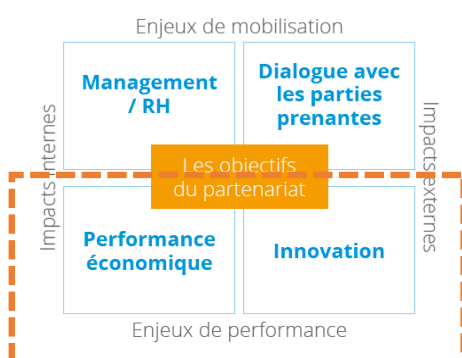 Enjeux de mobilisation
Management
/ RH
Dialogue avec
les parties
prenantes
Impacts internes
Impacts externes
Les objectifs
du partenariat
Performance
économique
Innovation
Enjeux de performance